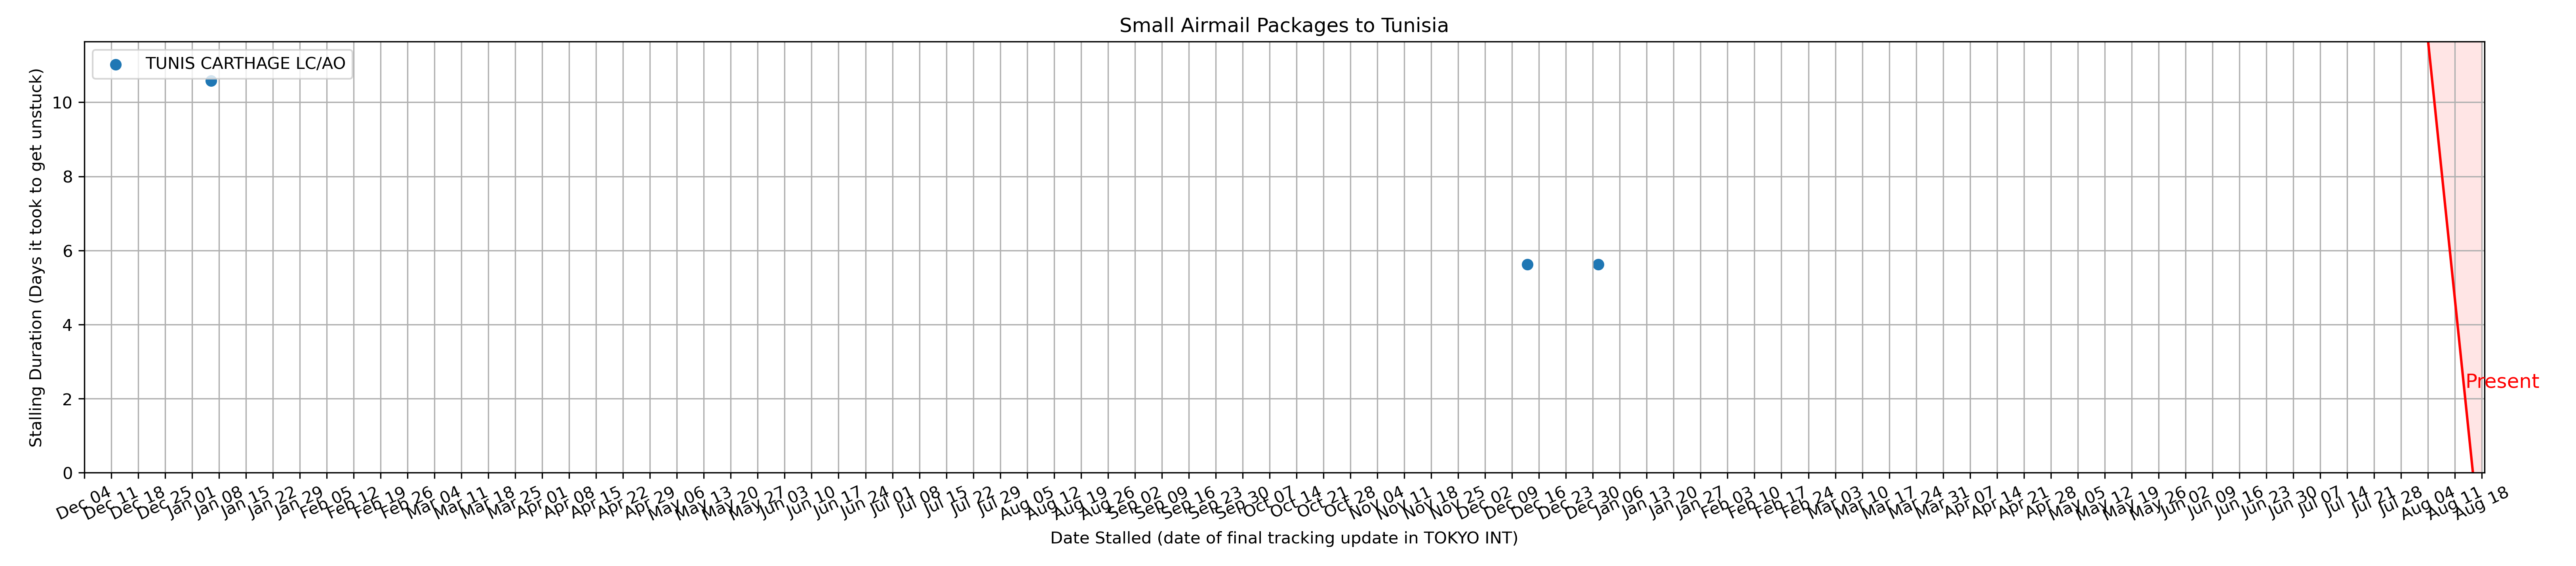 Small Airmail Packages to Tunisia
TUNIS CARTHAGE LC/AO
Stalling Duration (Days it took to get unstuck)
10
8
6
4
2
0
Present
Dec 04 Dec 11 Dec 18 Dec 25 Jan 01 Jan 08 Jan 15 Jan 22 Jan 29 Feb 05 Feb 12 Feb 19 Feb 26 Mar 04 Mar 11 Mar 18 Mar 25 Apr 01 Apr 08 Apr 15 Apr 22 Apr 29 May 06 May 13 May 20 May 27 Jun 03 Jun 10 Jun 17 Jun 24 Jul 01 Jul 08 Jul 15 Jul 22 Jul 29 Aug 05 Aug 12 Aug 19 Aug 26 Sep 02 Sep 09 Sep 16 Sep 23 Sep 30 Oct 07 Oct 14 Oct 21 Oct 28 Nov 04 Nov 11 Nov 18 Nov 25 Dec 02 Dec 09 Dec 16 Dec 23 Dec 30 Jan 06 Jan 13 Jan 20 Jan 27 Feb 03 Feb 10 Feb 17 Feb 24 Mar 03 Mar 10 Mar 17 Mar 24 Mar 31 Apr 07 Apr 14 Apr 21 Apr 28 May 05 May 12 May 19 May 26 Jun 02 Jun 09 Jun 16 Jun 23 Jun 30 Jul 07 Jul 14 Jul 21 Jul 28 Aug 04 Aug 11 Aug 18
Date Stalled (date of final tracking update in TOKYO INT)